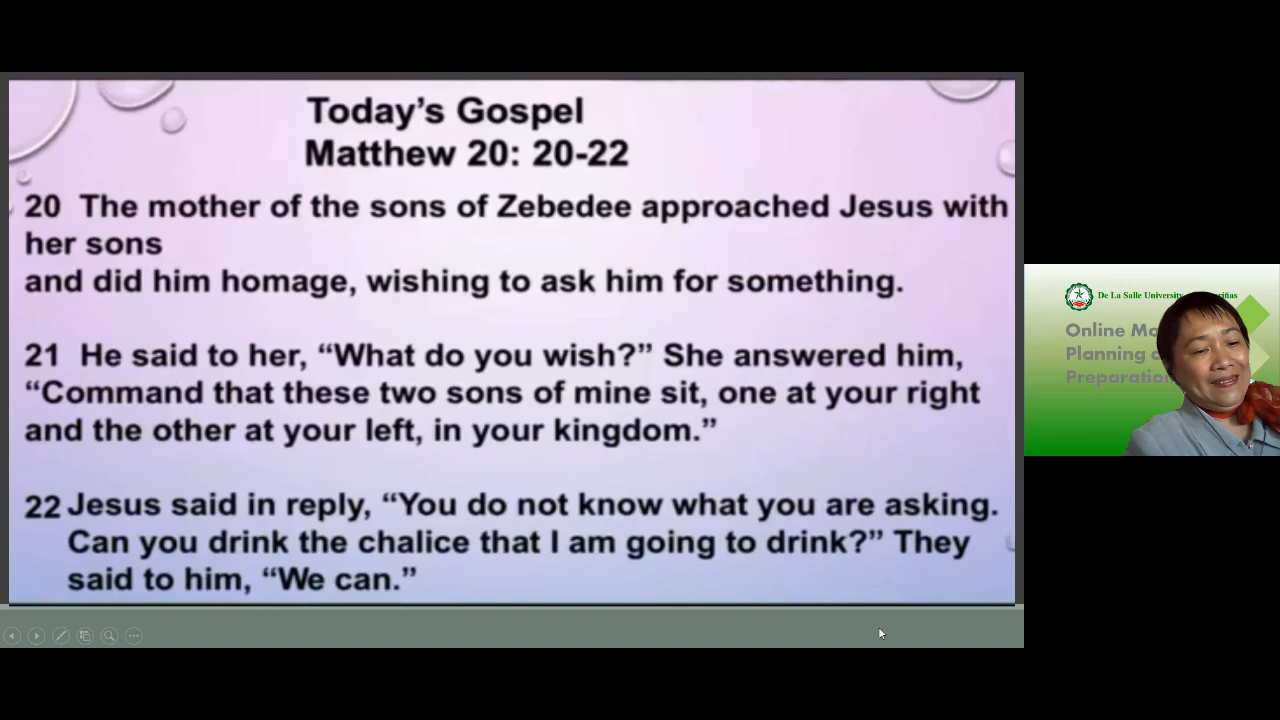 Today's Gospel
Matthew 20: 20-22
20 The mother of the sons of Zebedee approached Jesus with
her sons
and did him homage, wishing to ask him for something.
21 He said to her, “What do you wish?” She answered him,
“Command that these two sons of mine sit, one at your right
and the other at your left, in your kingdom.”
22 Jesus said in reply, “You do not know what you are asking.
Can you drink the chalice that I am going to drink?” They
said to him, “We can.”
De La Salle University
Online
Planning
Preparation